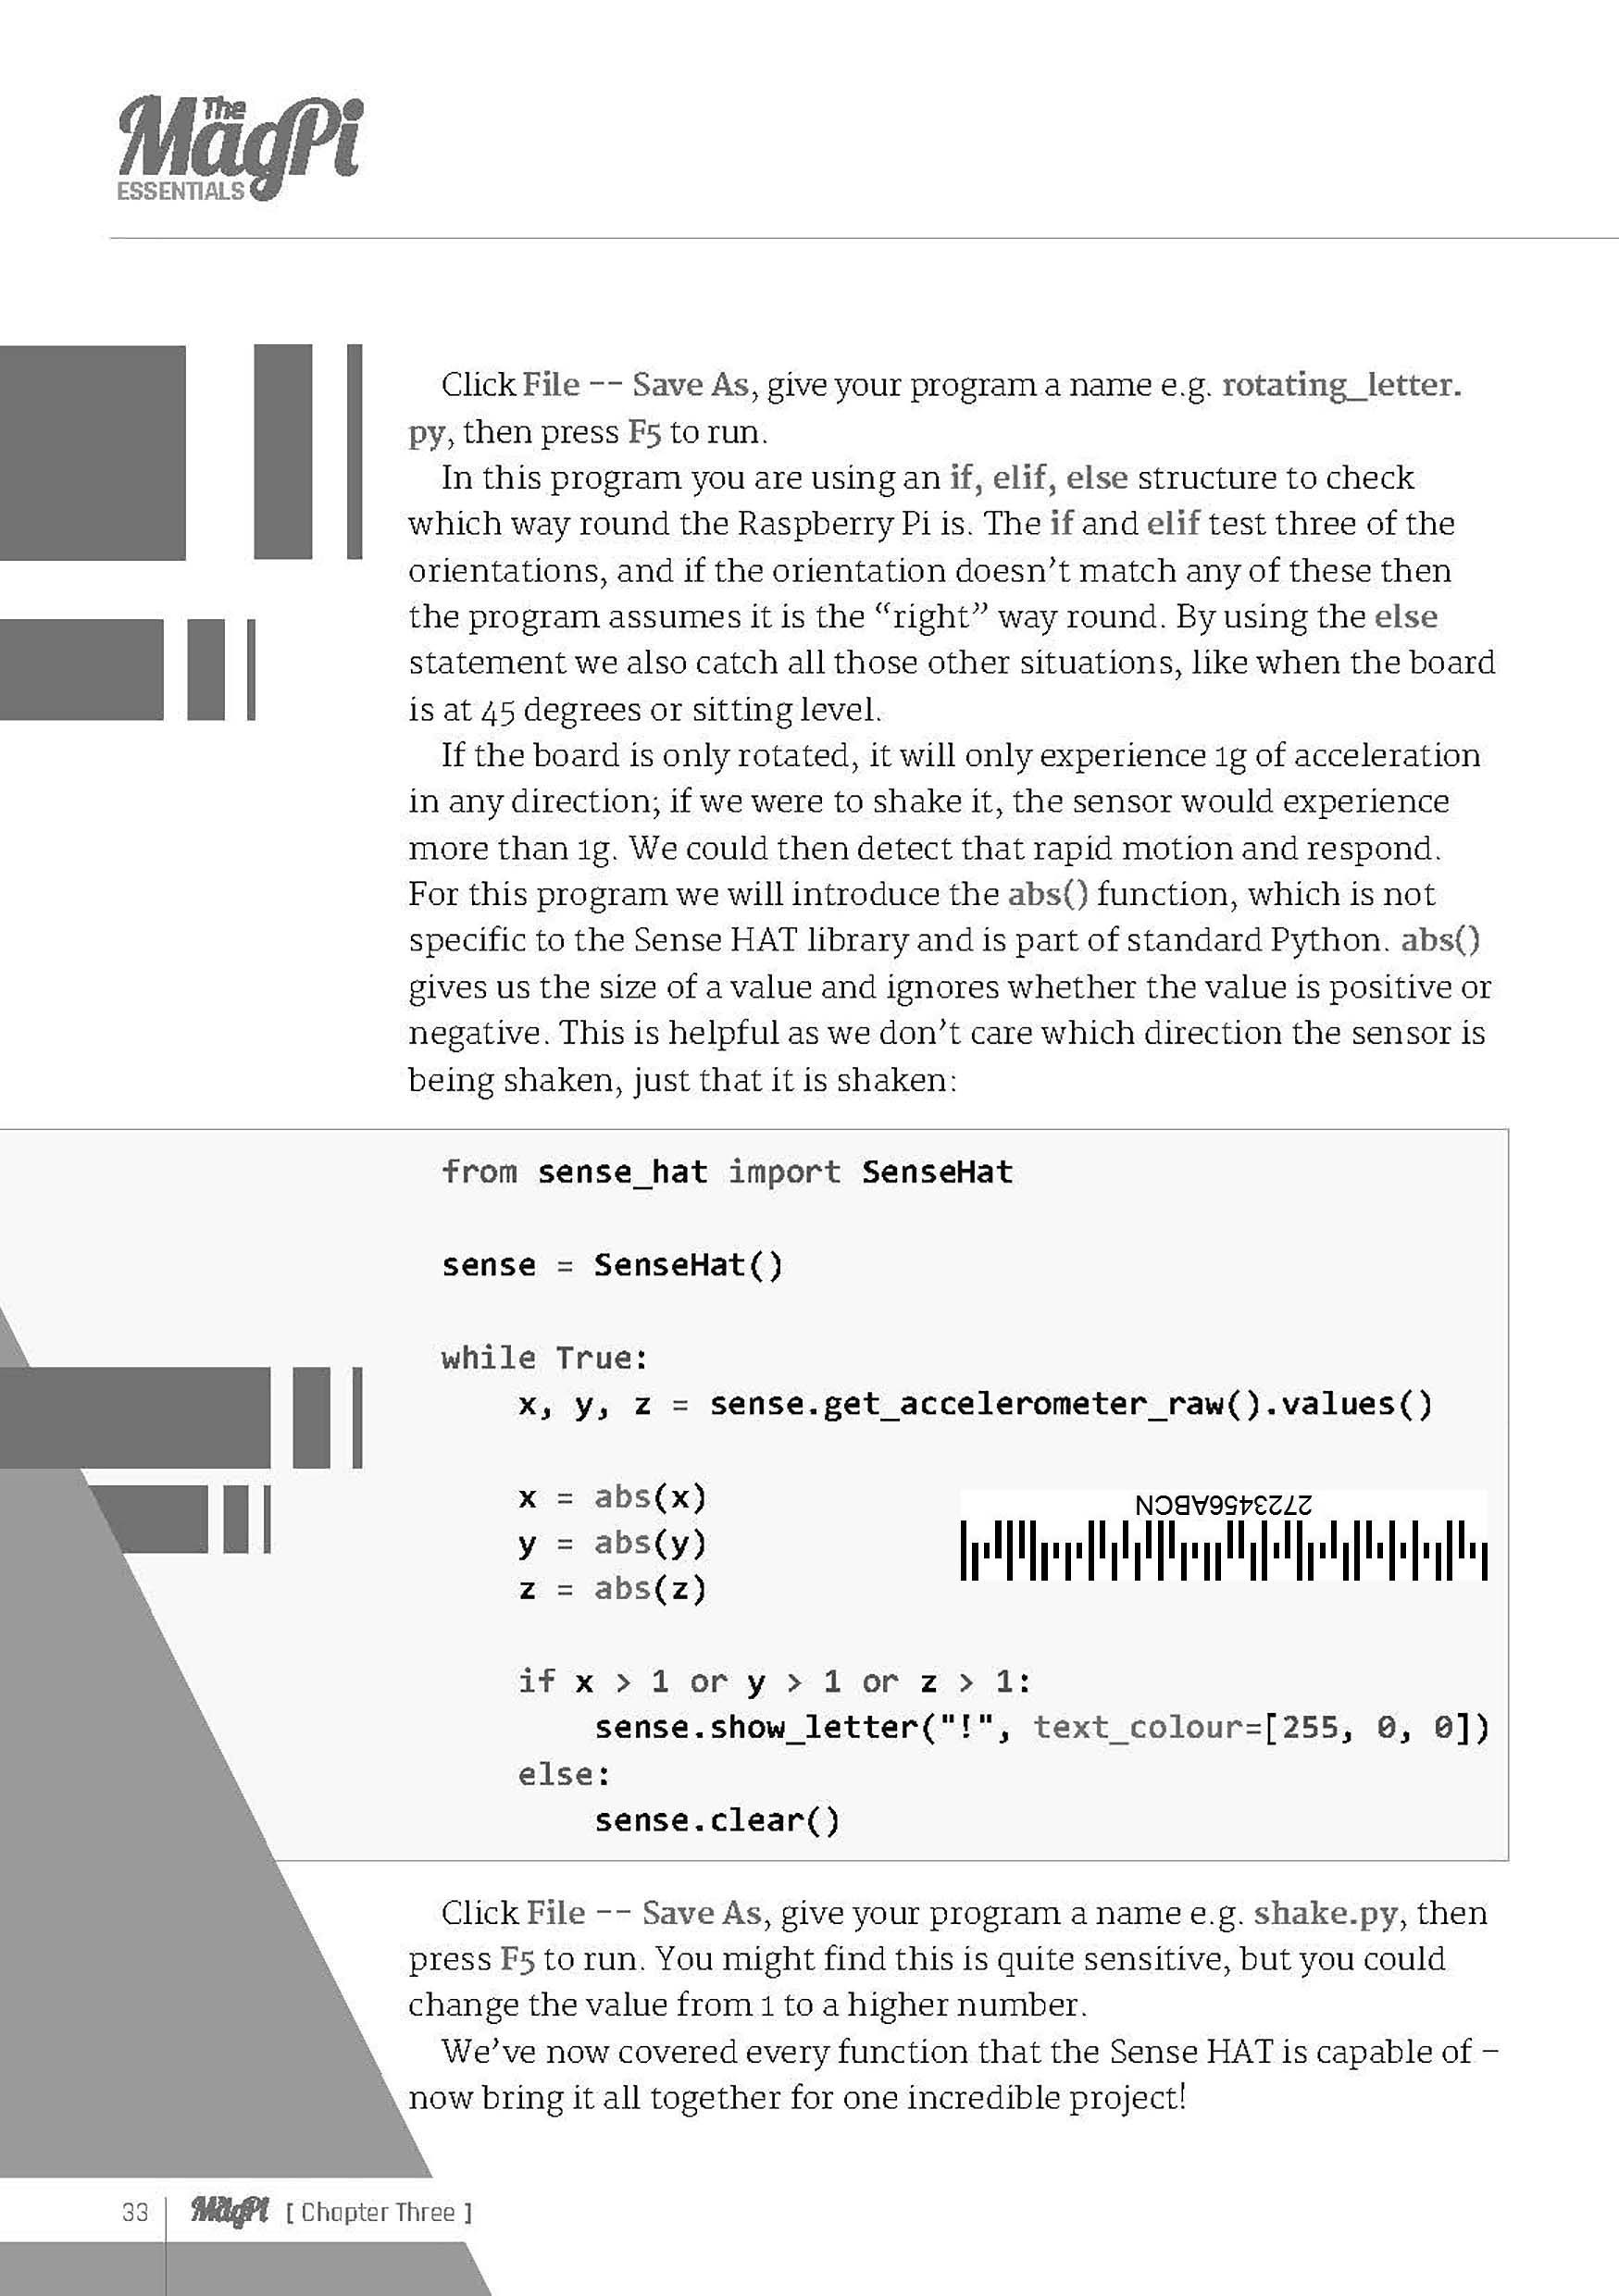 The MagPi
ESSENTIALS
Click File -- Save As, give your program a name e.g. rotating_letter.
py, then press F5 to run.
In this program you are using an if, elif, else structure to check
which way round the Raspberry Pi is. The if and elif test three of the
orientations, and if the orientation doesn’t match any of these then
the program assumes it is the “right” way round. By using the else
statement we also catch all those other situations, like when the board
is at 45 degrees or sitting level.
If the board is only rotated, it will only experience 1g of acceleration
in any direction; if we were to shake it, the sensor would experience
more than 1g. We could then detect that rapid motion and respond.
For this program we will introduce the abs() function, which is not
specific to the Sense HAT library and is part of standard Python. abs()
gives us the size of a value and ignores whether the value is positive or
negative. This is helpful as we don’t care which direction the sensor is
being shaken, just that it is shaken:
from sense_hat import SenseHat
sense = SenseHat()
while True:
x, y, z = sense.get_accelerometer_raw().values()
x = abs(x)
y = abs(y)
z = abs(z)
2723456ABCN
if x > 1 or y > 1 or z > 1:
sense.show_letter("!", text_colour=[255, 0, 0])
else:
sense.clear()
Click File -- Save As, give your program a name e.g. shake.py, then
press F5 to run. You might find this is quite sensitive, but you could
change the value from 1 to a higher number.
We’ve now covered every function that the Sense HAT is capable of –
now bring it all together for one incredible project!
33 The MagPi [ Chapter Three ]